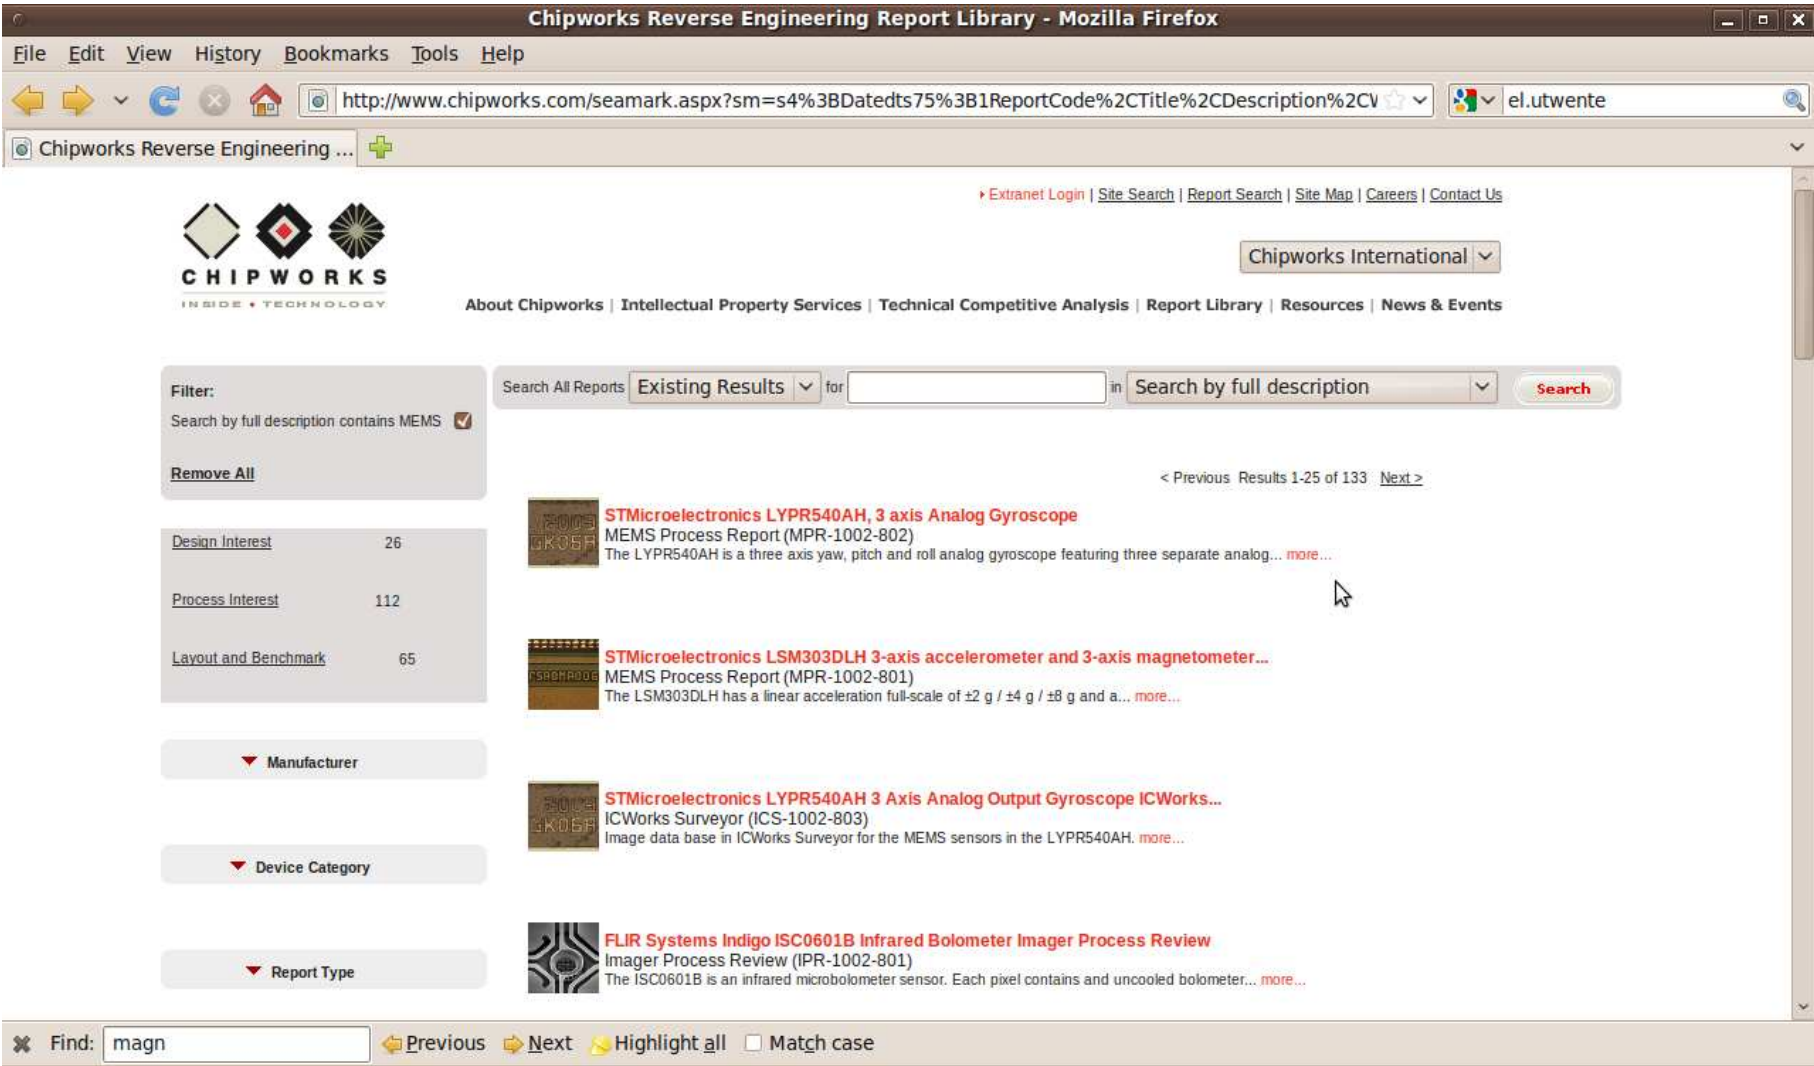 Chipworks Reverse Engineering Report Library - Mozilla Firefox
File Edit View History Bookmarks Tools Help
http://www.chipworks.com/seamark.aspx?sm=s4%3BDatedts75%3B1ReportCode%2CTitle%2CDescription%2CV
el.utwente
Chipworks Reverse Engineering ...
Extranet Login | Site Search | Report Search | Site Map | Careers | Contact Us
CHIPWORKS
INSIDE • TECHNOLOGY
Chipworks International
About Chipworks | Intellectual Property Services | Technical Competitive Analysis | Report Library | Resources | News & Events
Filter:
Search by full description contains MEMS
Remove All
Search All Reports Existing Results for in Search by full description Search
< Previous Results 1-25 of 133 Next >
Design Interest 26
Process Interest 112
Layout and Benchmark 65
Manufacturer
Device Category
Report Type
STMicroelectronics LYPR540AH, 3 axis Analog Gyroscope
MEMS Process Report (MPR-1002-802)
The LYPR540AH is a three axis yaw, pitch and roll analog gyroscope featuring three separate analog... more...
STMicroelectronics LSM303DLH 3-axis accelerometer and 3-axis magnetometer...
MEMS Process Report (MPR-1002-801)
The LSM303DLH has a linear acceleration full-scale of ±2 g / ±4 g / ±8 g and a... more...
STMicroelectronics LYPR540AH 3 Axis Analog Output Gyroscope ICWorks...
ICWorks Surveyor (ICS-1002-803)
Image data base in ICWorks Surveyor for the MEMS sensors in the LYPR540AH. more...
FLIR Systems Indigo ISC0601B Infrared Bolometer Imager Process Review
Imager Process Review (IPR-1002-801)
The ISC0601B is an infrared microbolometer sensor. Each pixel contains and uncooled bolometer... more...
Find: magn Previous Next Highlight all Match case